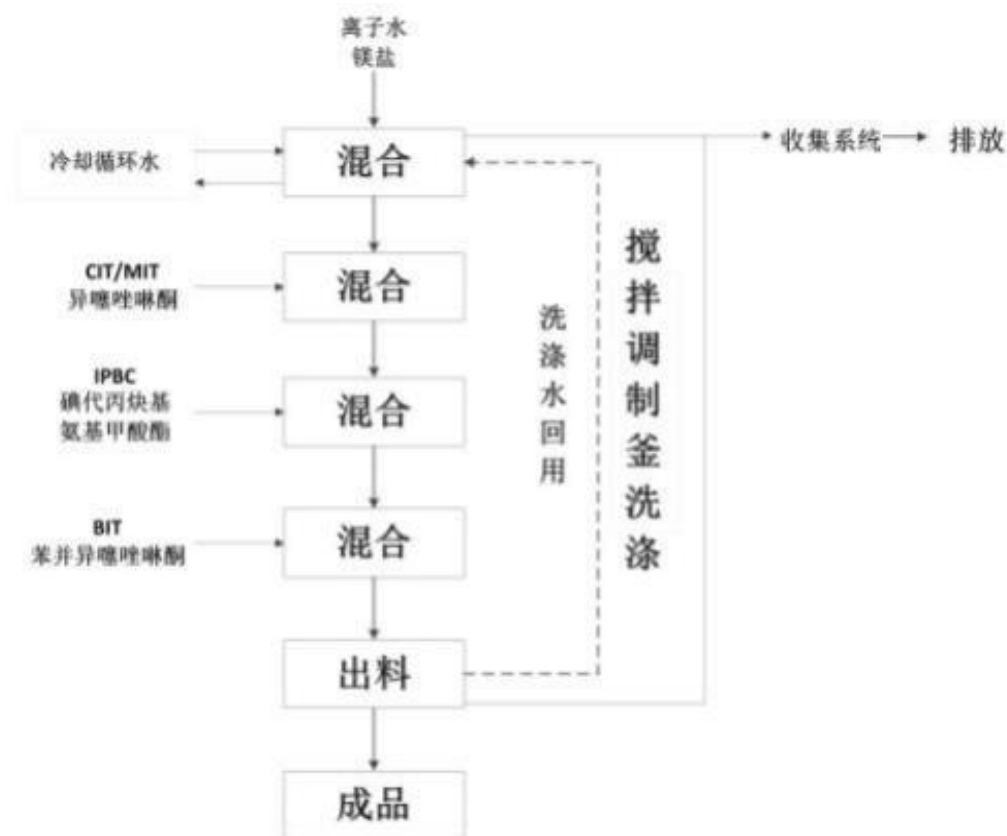 离子水
镁盐
冷却循环水
混合
收集系统
排放
CIT/MIT
异噻唑啉酮
混合
IPBC
碘代丙炔基
氨基甲酸酯
混合
BIT
苯并异噻唑啉酮
混合
洗涤水回用
搅拌调制釜洗涤
出料
成品